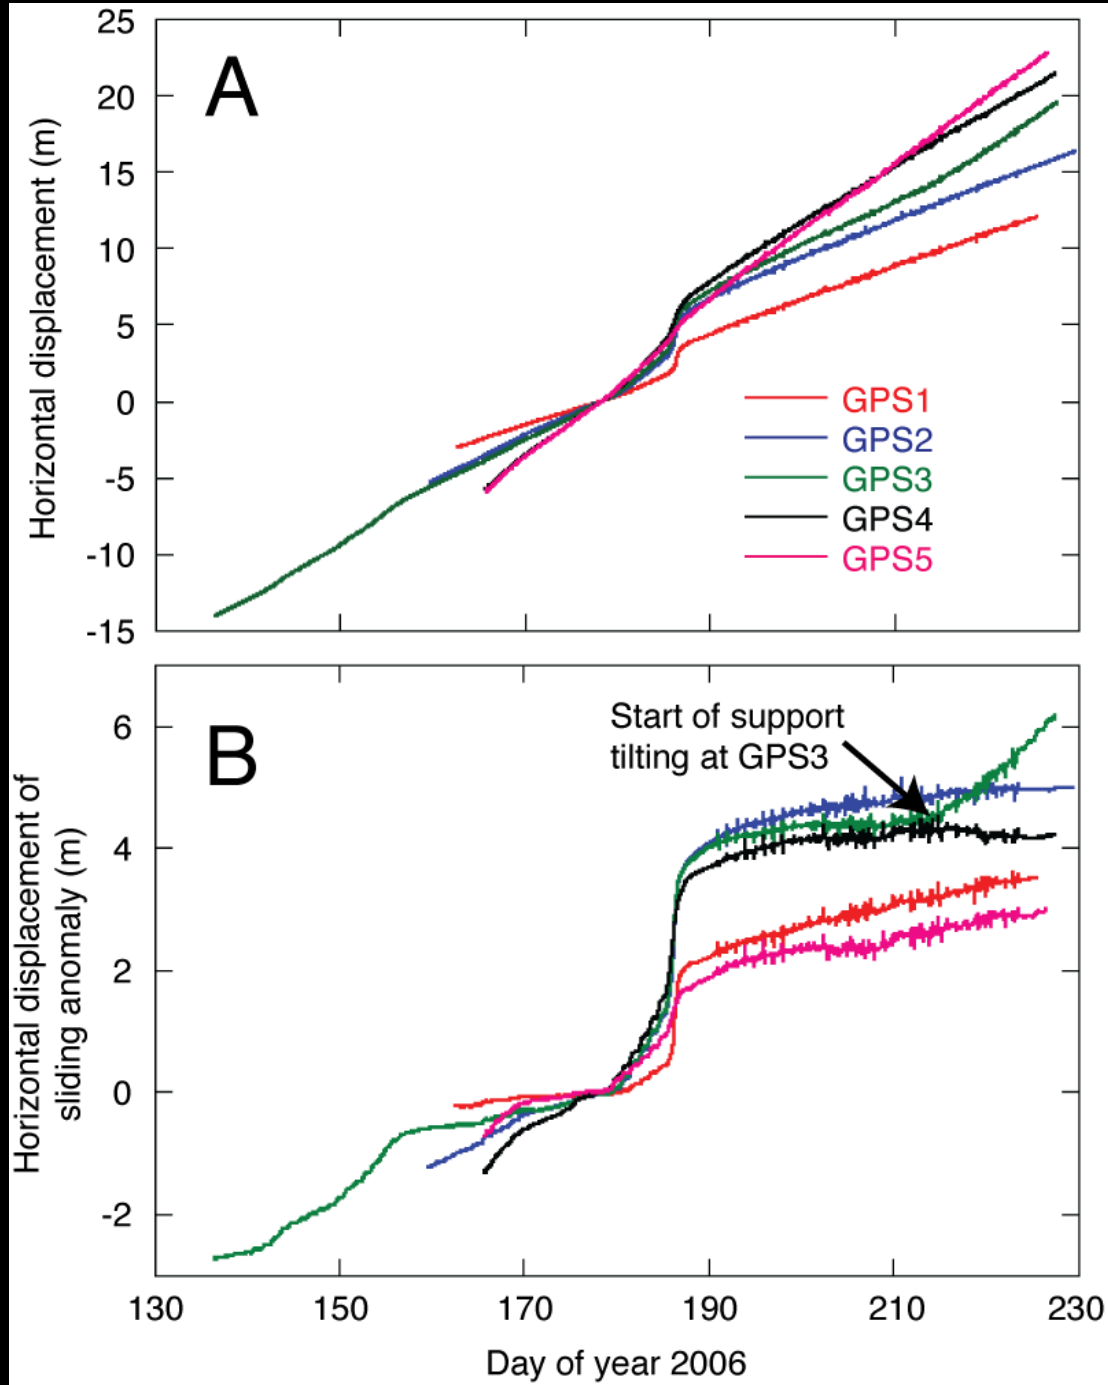 A
25
20
15
10
5
0
-5
-10
-15
Horizontal displacement (m)
GPS1
GPS2
GPS3
GPS4
GPS5
B
Start of support
tilting at GPS3
6
4
2
0
-2
Horizontal displacement of
sliding anomaly (m)
130 150 170 190 210 230
Day of year 2006